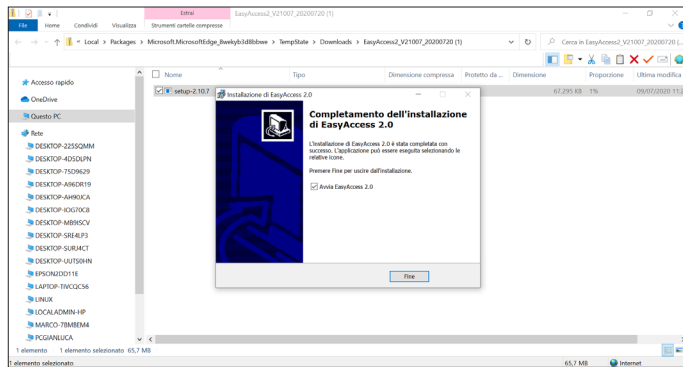 Estrai
EasyAccess2_V21007_20200720 (1)
File
Home
Condividi
Visualizza
Strumenti cartelle compresse
« Local > Packages > Microsoft.MicrosoftEdge_8wekyb3d8bbwe > TempState > Downloads > EasyAccess2_V21007_20200720 (1)
Cerca in EasyAccess2_V21007_20200720 (...
Nome
Tipo
Dimensione compressa
Protetto da ...
Dimensione
Proporzione
Ultima modifica
Accesso rapido
OneDrive
Questo PC
Rete
DESKTOP-225SQMM
DESKTOP-4D5DLPN
DESKTOP-75D9629
DESKTOP-A96DR19
DESKTOP-AH90JCA
DESKTOP-IOG70C8
DESKTOP-MB9ISCV
DESKTOP-SRE4LP3
DESKTOP-SURJ4CT
DESKTOP-UUTS0HN
EPSON2DD11E
LAPTOP-TIVCQC56
LINUX
LOCALADMIN-HP
MARCO-7BM8EM4
PCGIANLUCA
setup-2.10.7
67.295 KB
1%
09/07/2020 11:2
Installazione di EasyAccess 2.0
Completamento dell'installazione
di EasyAccess 2.0
L'installazione di EasyAccess 2.0 è stata completata con
successo. L'applicazione può essere eseguita selezionando le
relative icone.
Premere Fine per uscire dall'installazione.
Avvia EasyAccess 2.0
Fine
1 elemento
1 elemento selezionato 65,7 MB
1 elemento selezionato
65,7 MB
Internet